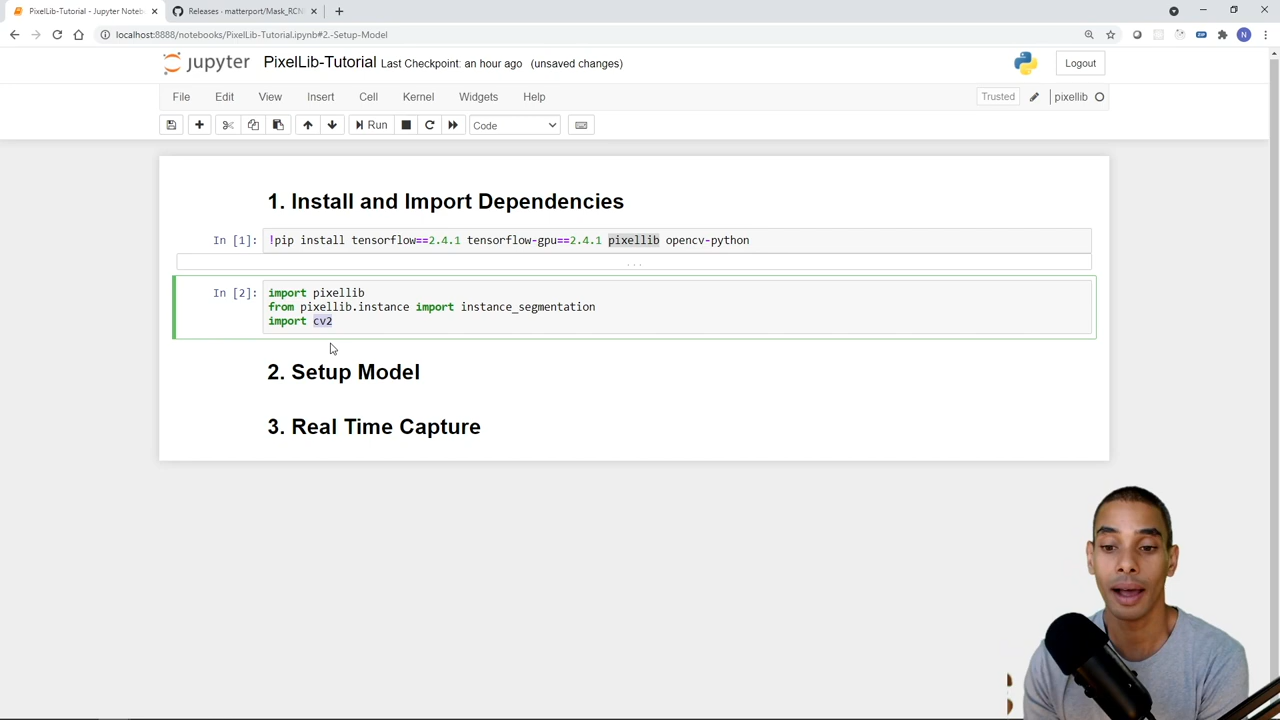 PixelLib-Tutorial - Jupyter Noteb
Releases · matterport/Mask_RCN
localhost:8888/notebooks/PixelLib-Tutorial.ipynb#2.-Setup-Model
N
jupyter PixelLib-Tutorial Last Checkpoint: an hour ago (unsaved changes)
Logout
File Edit View Insert Cell Kernel Widgets Help
Trusted pixellib
Run Code
1. Install and Import Dependencies
In [1]: !pip install tensorflow==2.4.1 tensorflow-gpu==2.4.1 pixellib opencv-python
...
In [2]: import pixellib
from pixellib.instance import instance_segmentation
import cv2
2. Setup Model
3. Real Time Capture